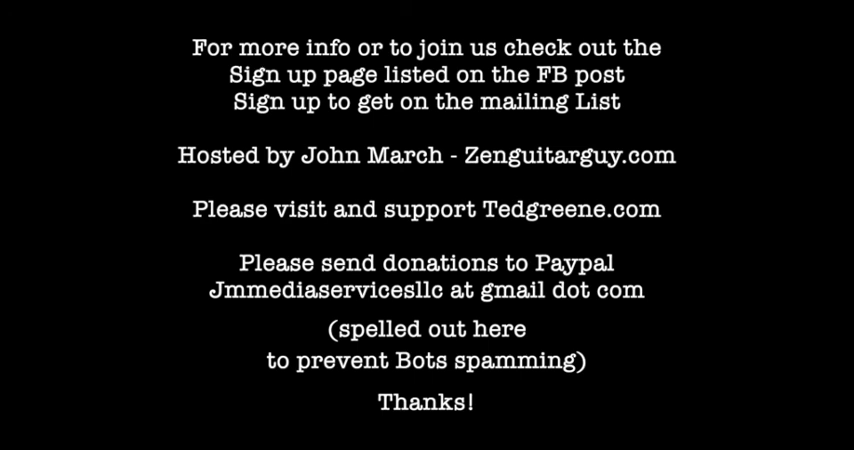 For more info or to join us check out the
Sign up page listed on the FB post
Sign up to get on the mailing List
Hosted by John March - Zenguitarguy.com
Please visit and support Tedgreene.com
Please send donations to Paypal
Jmmediaservicesllc at gmail dot com
(spelled out here
to prevent Bots spamming)
Thanks!